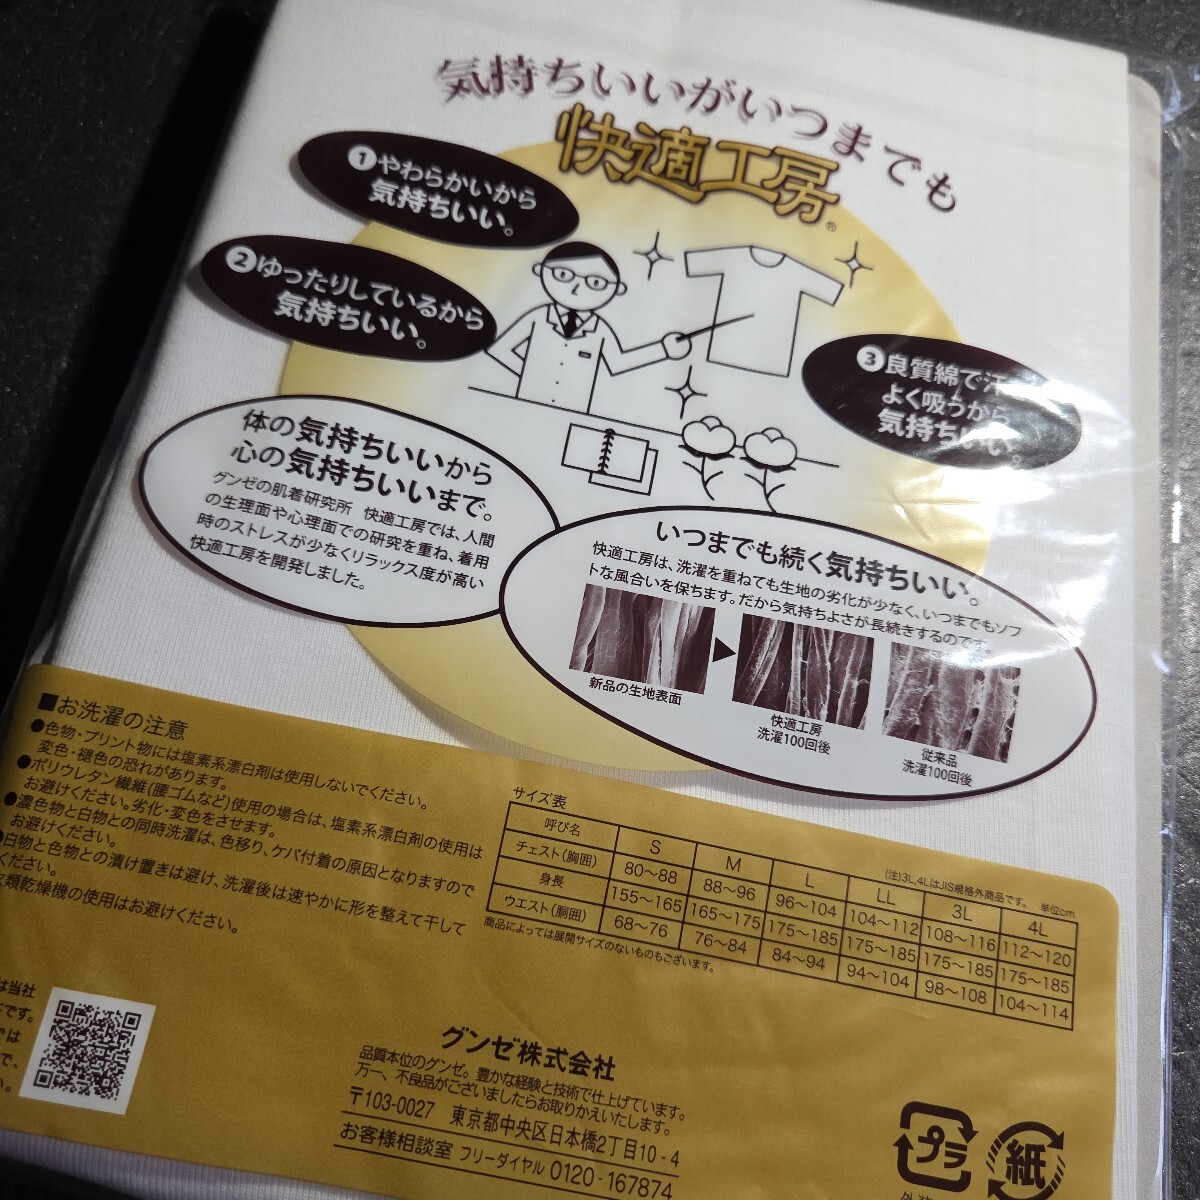 気持ちいいがいつまでも
快適工房®
①やわらかいから
気持ちいい。
②ゆったりしているから
気持ちいい。
③良質綿で汗
よく吸うから
気持ちいい。
体の気持ちいいから
心の気持ちいいまで。
グンゼの肌着研究所 快適工房では、人間
の生理面や心理面での研究を重ね、着用
時のストレスが少なくリラックス度が高い
快適工房を開発しました。
いつまでも続く気持ちいい。
快適工房は、洗濯を重ねても生地の劣化が少なく、いつまでもソフ
トな風合いを保ちます。だから気持ちよさが長続きするのです。
新品の生地表面
快適工房
洗濯100回後
従来品
洗濯100回後
■お洗濯の注意
●色物・プリント物には塩素系漂白剤は使用しないでください。
変色・褪色の恐れがあります。
●ポリウレタン繊維(腰ゴムなど)使用の場合は、塩素系漂白剤の使用は
お避けください。劣化・変色をさせます。
●濃色物と白物との同時洗濯は、色移り、ケバ付着の原因となりますので
お避けください。
●白物と色物との漬け置きは避け、洗濯後は速やかに形を整えて干して
ください。
類乾燥機の使用はお避けください。
サイズ表
(注)3L,4LはJIS規格外商品です。 単位cm
呼び名 S M L LL 3L 4L
チェスト(胸囲) 80〜88 88〜96 96〜104 104〜112 108〜116 112〜120
身長 155〜165 165〜175 175〜185 175〜185 175〜185 175〜185
ウエスト(胴囲) 68〜76 76〜84 84〜94 94〜104 98〜108 104〜114
商品によっては展開サイズのないものもございます。
は当社
です。
では
で、
い。
グンゼ株式会社
品質本位のグンゼ。豊かな経験と技術で仕上げています。
万一、不良品がございましたらお取りかえいたします。
〒103-0027 東京都中央区日本橋2丁目10-4
お客様相談室 フリーダイヤル 0120-167874
プラ
紙
外装